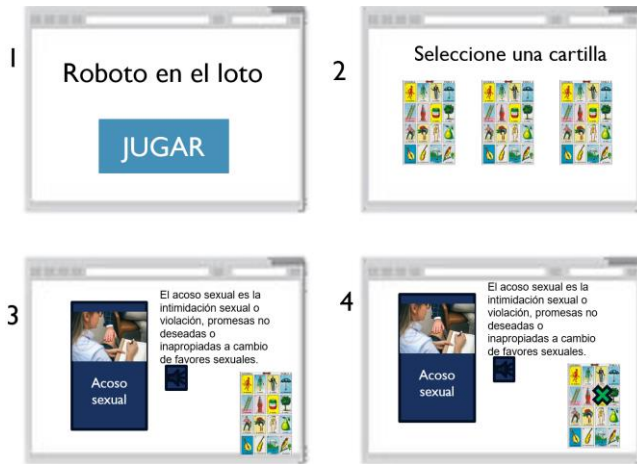 1
Roboto en el loto
JUGAR
2
Seleccione una cartilla
3
El acoso sexual es la
intimidación sexual o
violación, promesas no
deseadas o
inapropiadas a cambio
de favores sexuales.
Acoso
sexual
4
El acoso sexual es la
intimidación sexual o
violación, promesas no
deseadas o
inapropiadas a cambio
de favores sexuales.
Acoso
sexual